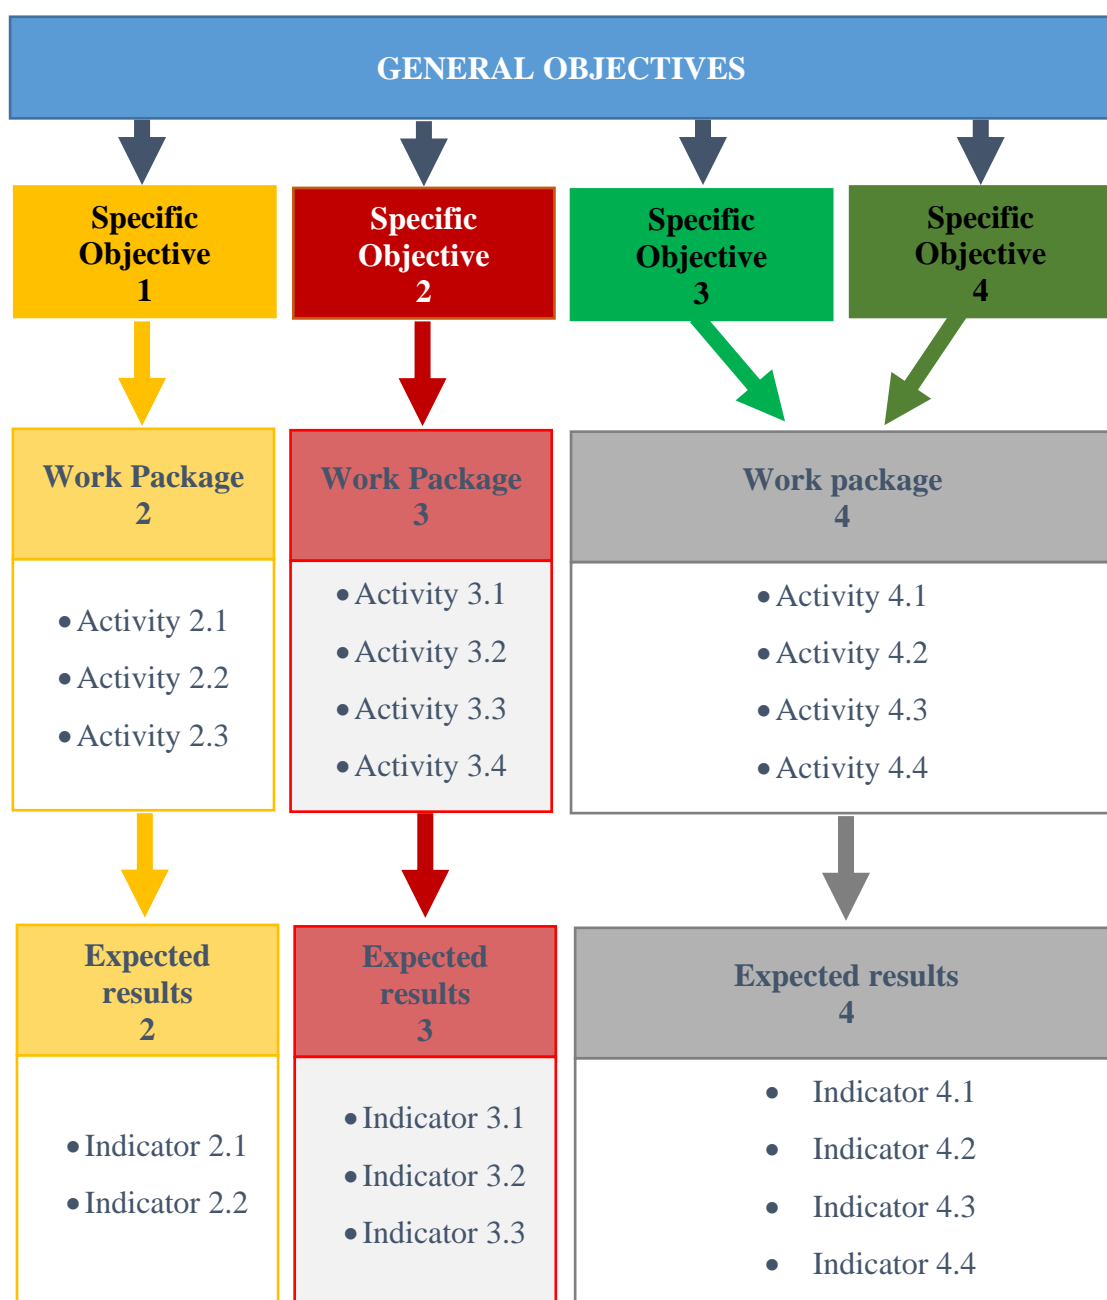 GENERAL OBJECTIVES
Specific
Objective
1
Specific
Objective
2
Specific
Objective
3
Specific
Objective
4
Work Package
2
Work Package
3
Work package
4
• Activity 2.1
• Activity 2.2
• Activity 2.3
• Activity 3.1
• Activity 3.2
• Activity 3.3
• Activity 3.4
• Activity 4.1
• Activity 4.2
• Activity 4.3
• Activity 4.4
Expected
results
2
Expected
results
3
Expected results
4
• Indicator 2.1
• Indicator 2.2
• Indicator 3.1
• Indicator 3.2
• Indicator 3.3
• Indicator 4.1
• Indicator 4.2
• Indicator 4.3
• Indicator 4.4